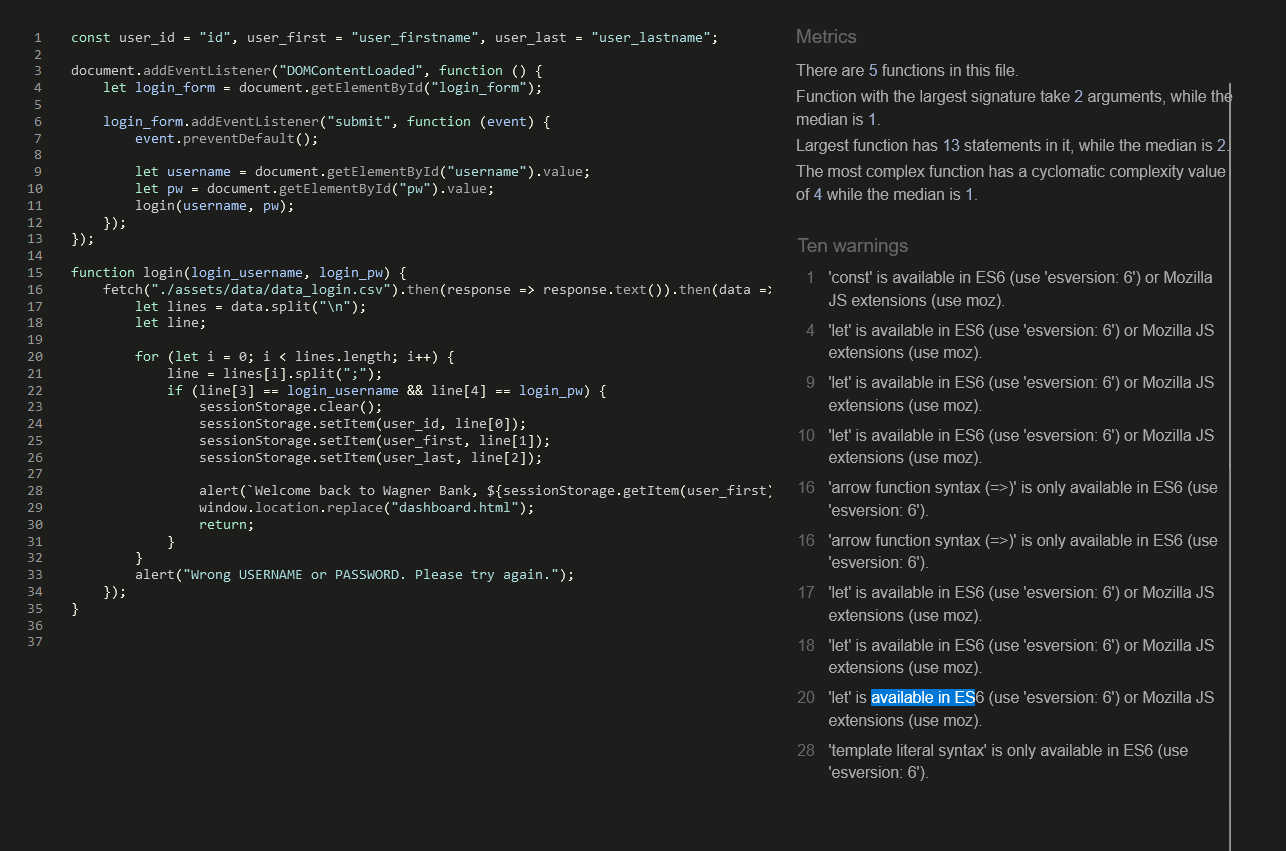 1 const user_id = "id", user_first = "user_firstname", user_last = "user_lastname";
2
3 document.addEventListener("DOMContentLoaded", function () {
4     let login_form = document.getElementById("login_form");
5
6     login_form.addEventListener("submit", function (event) {
7         event.preventDefault();
8
9         let username = document.getElementById("username").value;
10         let pw = document.getElementById("pw").value;
11         login(username, pw);
12     });
13 });
14
15 function login(login_username, login_pw) {
16     fetch("./assets/data/data_login.csv").then(response => response.text()).then(data =>
17         let lines = data.split("\n");
18         let line;
19
20         for (let i = 0; i < lines.length; i++) {
21             line = lines[i].split(";");
22             if (line[3] == login_username && line[4] == login_pw) {
23                 sessionStorage.clear();
24                 sessionStorage.setItem(user_id, line[0]);
25                 sessionStorage.setItem(user_first, line[1]);
26                 sessionStorage.setItem(user_last, line[2]);
27
28                 alert(`Welcome back to Wagner Bank, ${sessionStorage.getItem(user_first)
29                 window.location.replace("dashboard.html");
30                 return;
31             }
32         }
33         alert("Wrong USERNAME or PASSWORD. Please try again.");
34     });
35 }
36
37
Metrics
There are 5 functions in this file.
Function with the largest signature take 2 arguments, while the
median is 1.
Largest function has 13 statements in it, while the median is 2.
The most complex function has a cyclomatic complexity value
of 4 while the median is 1.
Ten warnings
1 'const' is available in ES6 (use 'esversion: 6') or Mozilla
JS extensions (use moz).
4 'let' is available in ES6 (use 'esversion: 6') or Mozilla JS
extensions (use moz).
9 'let' is available in ES6 (use 'esversion: 6') or Mozilla JS
extensions (use moz).
10 'let' is available in ES6 (use 'esversion: 6') or Mozilla JS
extensions (use moz).
16 'arrow function syntax (=>)' is only available in ES6 (use
'esversion: 6').
16 'arrow function syntax (=>)' is only available in ES6 (use
'esversion: 6').
17 'let' is available in ES6 (use 'esversion: 6') or Mozilla JS
extensions (use moz).
18 'let' is available in ES6 (use 'esversion: 6') or Mozilla JS
extensions (use moz).
20 'let' is available in ES6 (use 'esversion: 6') or Mozilla JS
extensions (use moz).
28 'template literal syntax' is only available in ES6 (use
'esversion: 6').